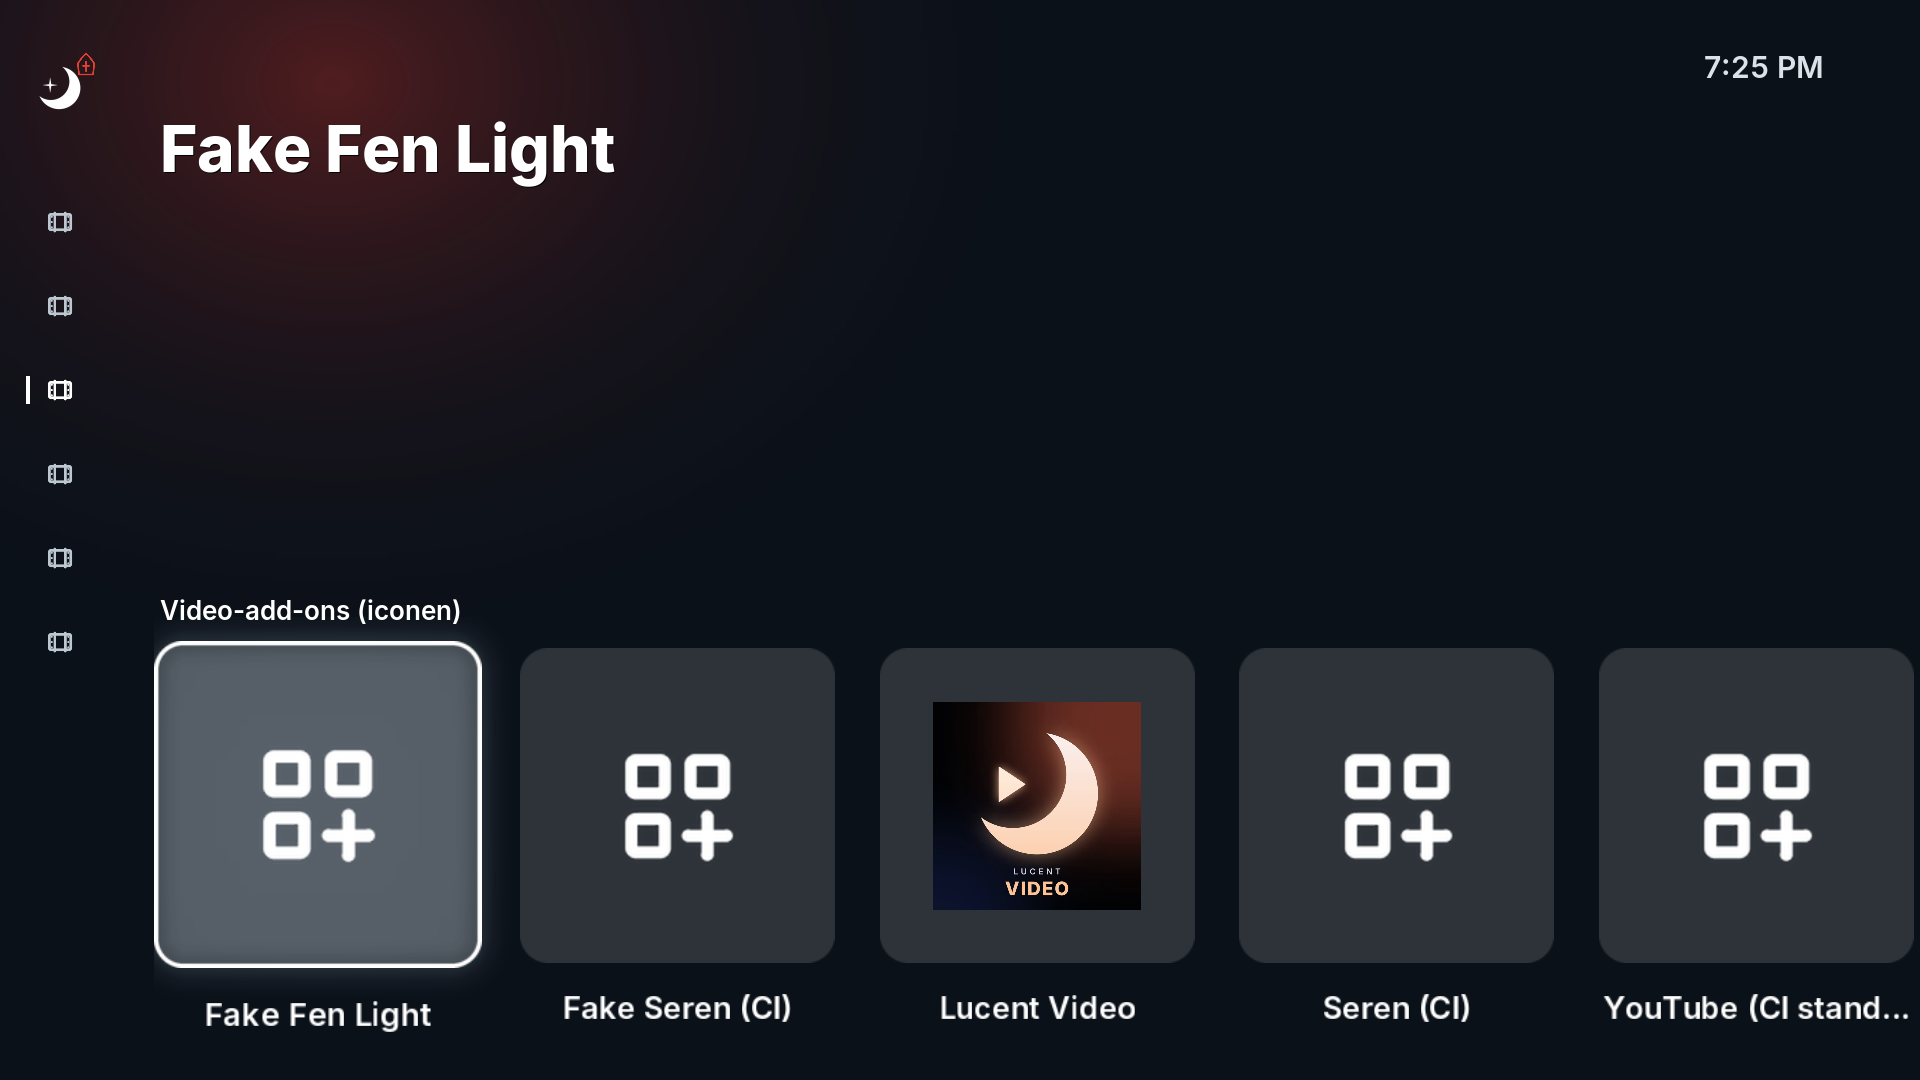 7:25 PM
Fake Fen Light
Video-add-ons (iconen)
LUCENT
VIDEO
Fake Fen Light
Fake Seren (CI)
Lucent Video
Seren (CI)
YouTube (CI stand...